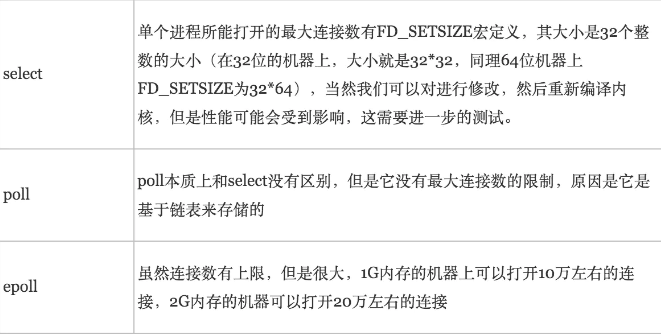 select
单个进程所能打开的最大连接数有FD_SETSIZE宏定义，其大小是32个整
数的大小（在32位的机器上，大小就是32*32，同理64位机器上
FD_SETSIZE为32*64），当然我们可以对进行修改，然后重新编译内
核，但是性能可能会受到影响，这需要进一步的测试。
poll
poll本质上和select没有区别，但是它没有最大连接数的限制，原因是它是
基于链表来存储的
epoll
虽然连接数有上限，但是很大，1G内存的机器上可以打开10万左右的连
接，2G内存的机器可以打开20万左右的连接